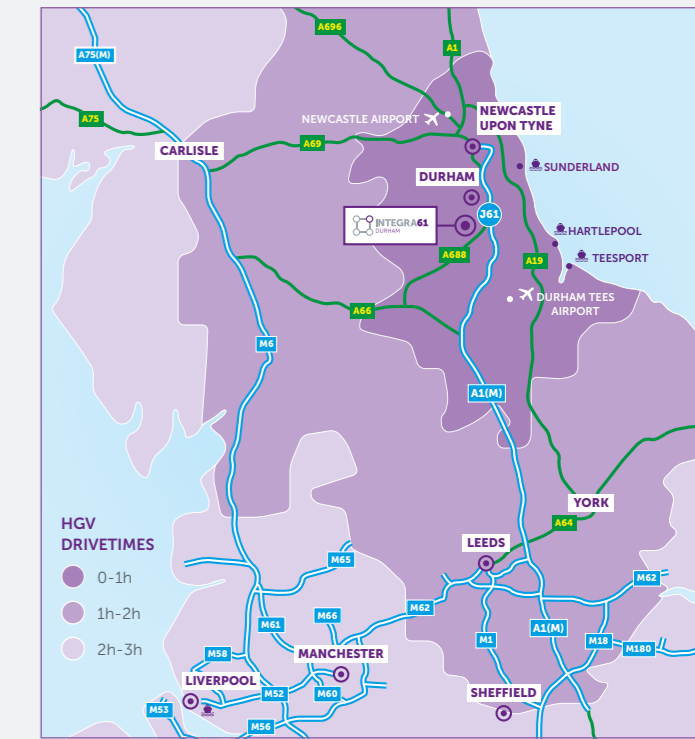 A696
A1
A75(M)
A75
NEWCASTLE AIRPORT
NEWCASTLE
UPON TYNE
A69
CARLISLE
SUNDERLAND
DURHAM
J61
INTEGRA61
DURHAM
HARTLEPOOL
A688
A19
TEESPORT
DURHAM TEES
AIRPORT
A66
M6
A1(M)
YORK
A64
HGV
DRIVETIMES
0-1h
1h-2h
2h-3h
LEEDS
M65
M62
M62
M66
M61
A1(M)
M1
M18
M180
M58
MANCHESTER
LIVERPOOL
M52
M60
SHEFFIELD
M53
M56